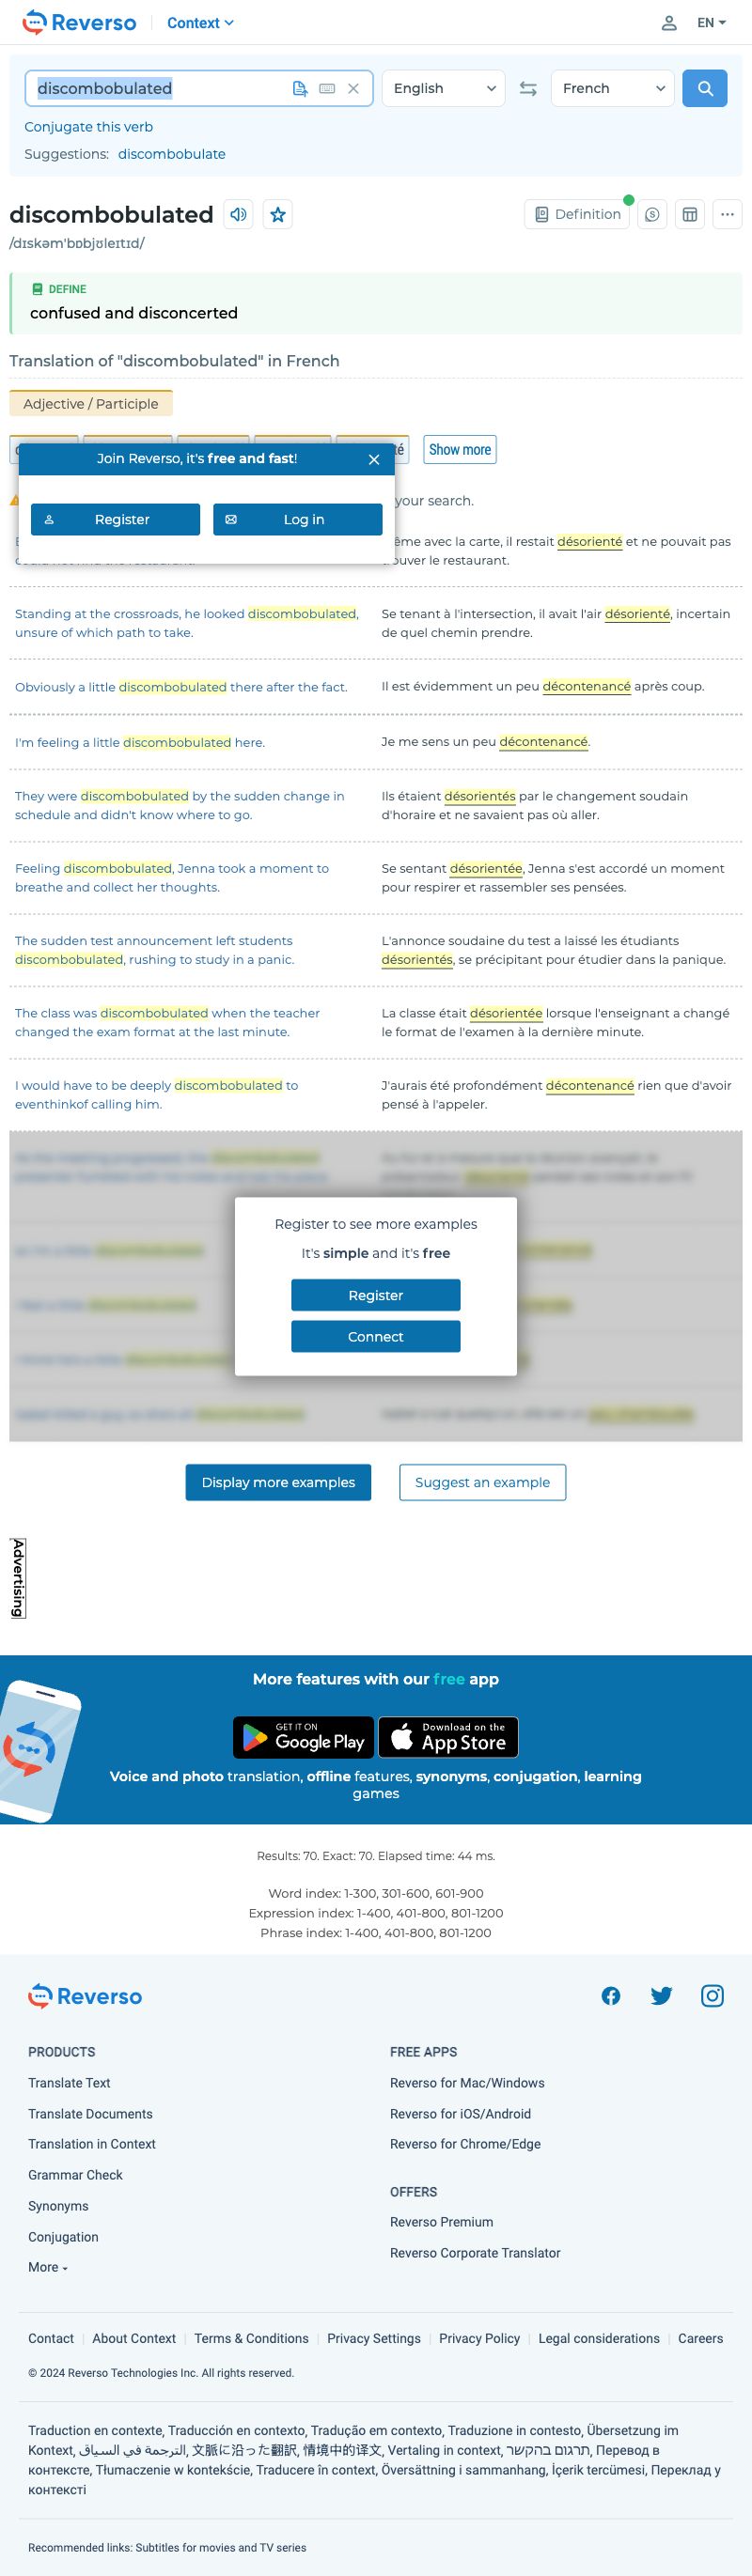 Reverso
Context
EN
discombobulated
English
French
Conjugate this verb
Suggestions: discombobulate
discombobulated
Definition
/dɪskəm'bɒbjʊleɪtɪd/
DEFINE
confused and disconcerted
Translation of "discombobulated" in French
Adjective / Participle
Show more
Join Reverso, it's free and fast!
Register
Log in
your search.
avec la carte, il restait désorienté et ne pouvait pas
le restaurant.
Standing at the crossroads, he looked discombobulated,
unsure of which path to take.
Se tenant à l'intersection, il avait l'air désorienté, incertain
de quel chemin prendre.
Obviously a little discombobulated there after the fact.
Il est évidemment un peu décontenancé après coup.
I'm feeling a little discombobulated here.
Je me sens un peu décontenancé.
They were discombobulated by the sudden change in
schedule and didn't know where to go.
Ils étaient désorientés par le changement soudain
d'horaire et ne savaient pas où aller.
Feeling discombobulated, Jenna took a moment to
breathe and collect her thoughts.
Se sentant désorientée, Jenna s'est accordé un moment
pour respirer et rassembler ses pensées.
The sudden test announcement left students
discombobulated, rushing to study in a panic.
L'annonce soudaine du test a laissé les étudiants
désorientés, se précipitant pour étudier dans la panique.
The class was discombobulated when the teacher
changed the exam format at the last minute.
La classe était désorientée lorsque l'enseignant a changé
le format de l'examen à la dernière minute.
I would have to be deeply discombobulated to
eventhinkof calling him.
J'aurais été profondément décontenancé rien que d'avoir
pensé à l'appeler.
Register to see more examples
It's simple and it's free
Register
Connect
Display more examples
Suggest an example
Advertising
More features with our free app
GET IT ON
Google Play
Download on the
App Store
Voice and photo translation, offline features, synonyms, conjugation, learning
games
Results: 70. Exact: 70. Elapsed time: 44 ms.
Word index: 1-300, 301-600, 601-900
Expression index: 1-400, 401-800, 801-1200
Phrase index: 1-400, 401-800, 801-1200
Reverso
PRODUCTS
Translate Text
Translate Documents
Translation in Context
Grammar Check
Synonyms
Conjugation
More
FREE APPS
Reverso for Mac/Windows
Reverso for iOS/Android
Reverso for Chrome/Edge
OFFERS
Reverso Premium
Reverso Corporate Translator
Contact | About Context | Terms & Conditions | Privacy Settings | Privacy Policy | Legal considerations | Careers
© 2024 Reverso Technologies Inc. All rights reserved.
Traduction en contexte, Traducción en contexto, Tradução em contexto, Traduzione in contesto, Übersetzung im
Kontext, الترجمة في السياق, 文脈に沿った翻訳, 情境中的译文, Vertaling in context, תרגום בהקשר, Перевод в
контексте, Tłumaczenie w kontekście, Traducere în context, Översättning i sammanhang, İçerik tercümesi, Переклад у
контексті
Recommended links: Subtitles for movies and TV series